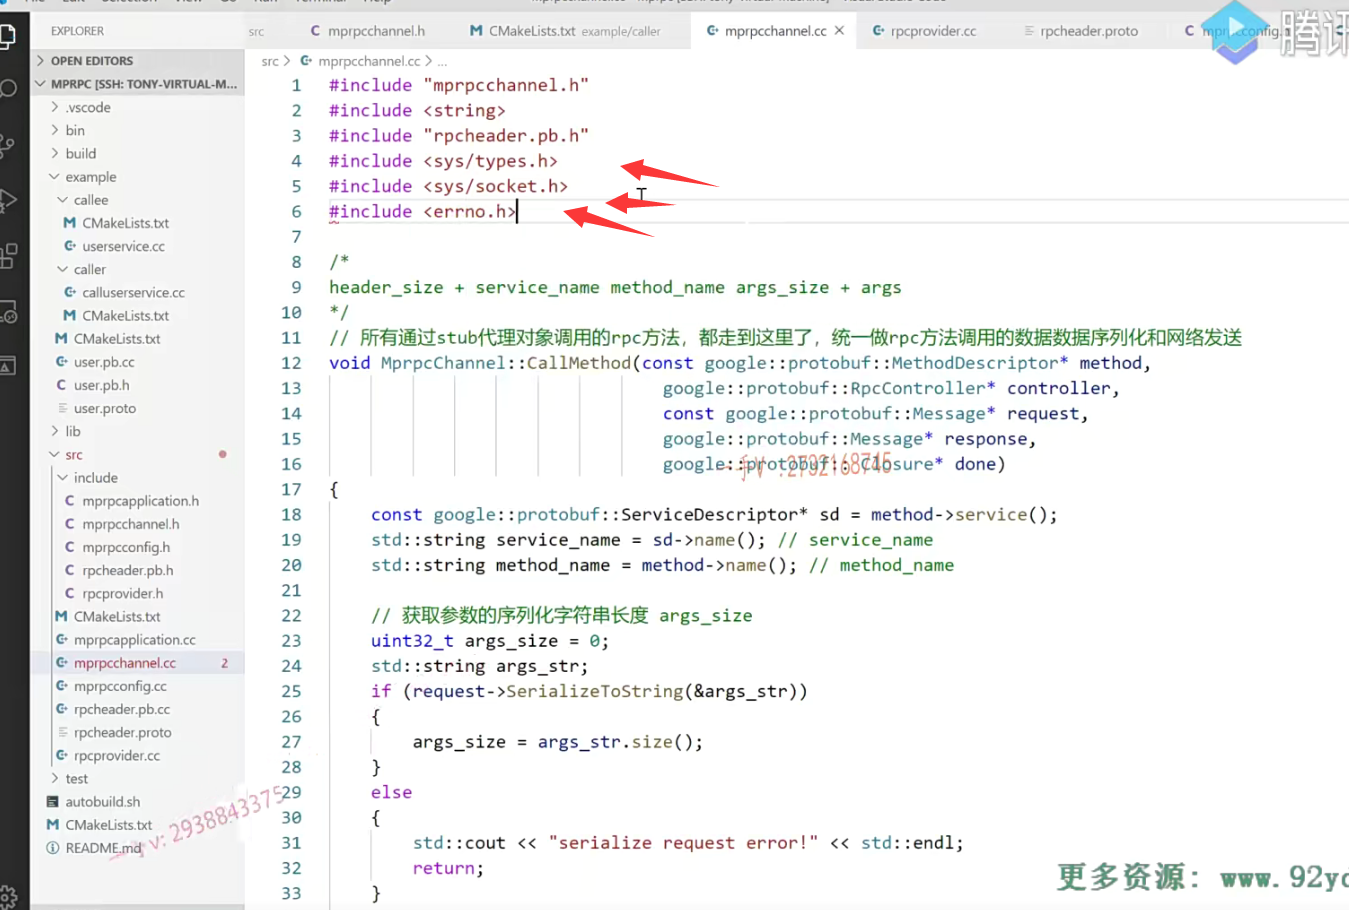 EXPLORER
OPEN EDITORS
MPRPC [SSH: TONY-VIRTUAL-M...
.vscode
bin
build
example
callee
CMakeLists.txt
userservice.cc
caller
calluserservice.cc
CMakeLists.txt
CMakeLists.txt
user.pb.cc
user.pb.h
user.proto
lib
src
include
mprpcapplication.h
mprpcchannel.h
mprpcconfig.h
rpcheader.pb.h
rpcprovider.h
CMakeLists.txt
mprpcapplication.cc
mprpcchannel.cc 2
mprpcconfig.cc
rpcheader.pb.cc
rpcheader.proto
rpcprovider.cc
test
autobuild.sh
CMakeLists.txt
README.md
src mprpcchannel.h CMakeLists.txt example/caller mprpcchannel.cc rpcprovider.cc rpcheader.proto mprpcconfig.h
腾讯
src > mprpcchannel.cc > ...
1 #include "mprpcchannel.h"
2 #include <string>
3 #include "rpcheader.pb.h"
4 #include <sys/types.h>
5 #include <sys/socket.h>
6 #include <errno.h>
7
8 /*
9 header_size + service_name method_name args_size + args
10 */
11 // 所有通过stub代理对象调用的rpc方法，都走到这里了，统一做rpc方法调用的数据数据序列化和网络发送
12 void MprpcChannel::CallMethod(const google::protobuf::MethodDescriptor* method,
13 google::protobuf::RpcController* controller,
14 const google::protobuf::Message* request,
15 google::protobuf::Message* response,
16 google::protobuf::Closure* done)
17 {
18 const google::protobuf::ServiceDescriptor* sd = method->service();
19 std::string service_name = sd->name(); // service_name
20 std::string method_name = method->name(); // method_name
21
22 // 获取参数的序列化字符串长度 args_size
23 uint32_t args_size = 0;
24 std::string args_str;
25 if (request->SerializeToString(&args_str))
26 {
27 args_size = args_str.size();
28 }
29 else
30 {
31 std::cout << "serialize request error!" << std::endl;
32 return;
33 }
V: 2938843375
更多资源: www.92yc